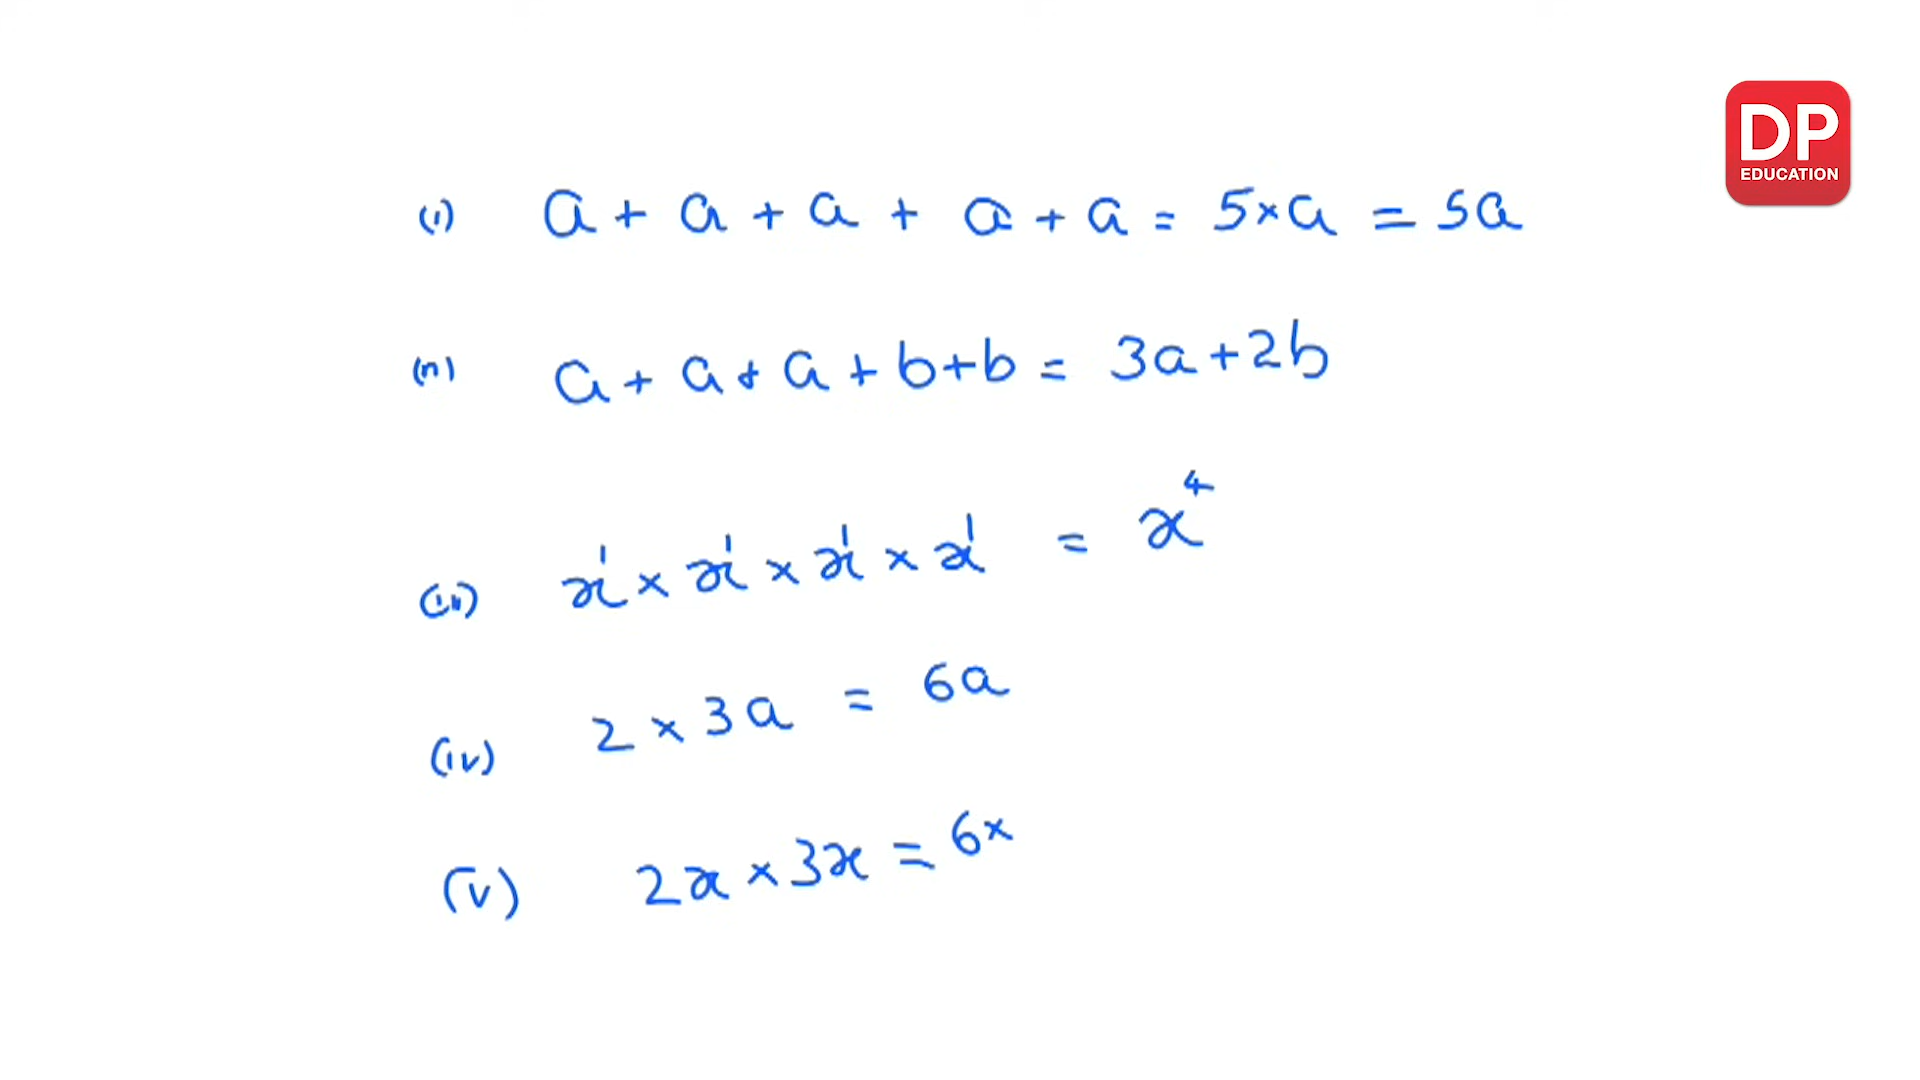 DP
EDUCATION
(i) a + a + a + a + a = 5×a = 5a
(ii) a + a + a + b + b = 3a + 2b
(iii) x¹ × x¹ × x¹ × x¹ = x⁴
(iv) 2 × 3a = 6a
(v) 2x × 3x = 6x